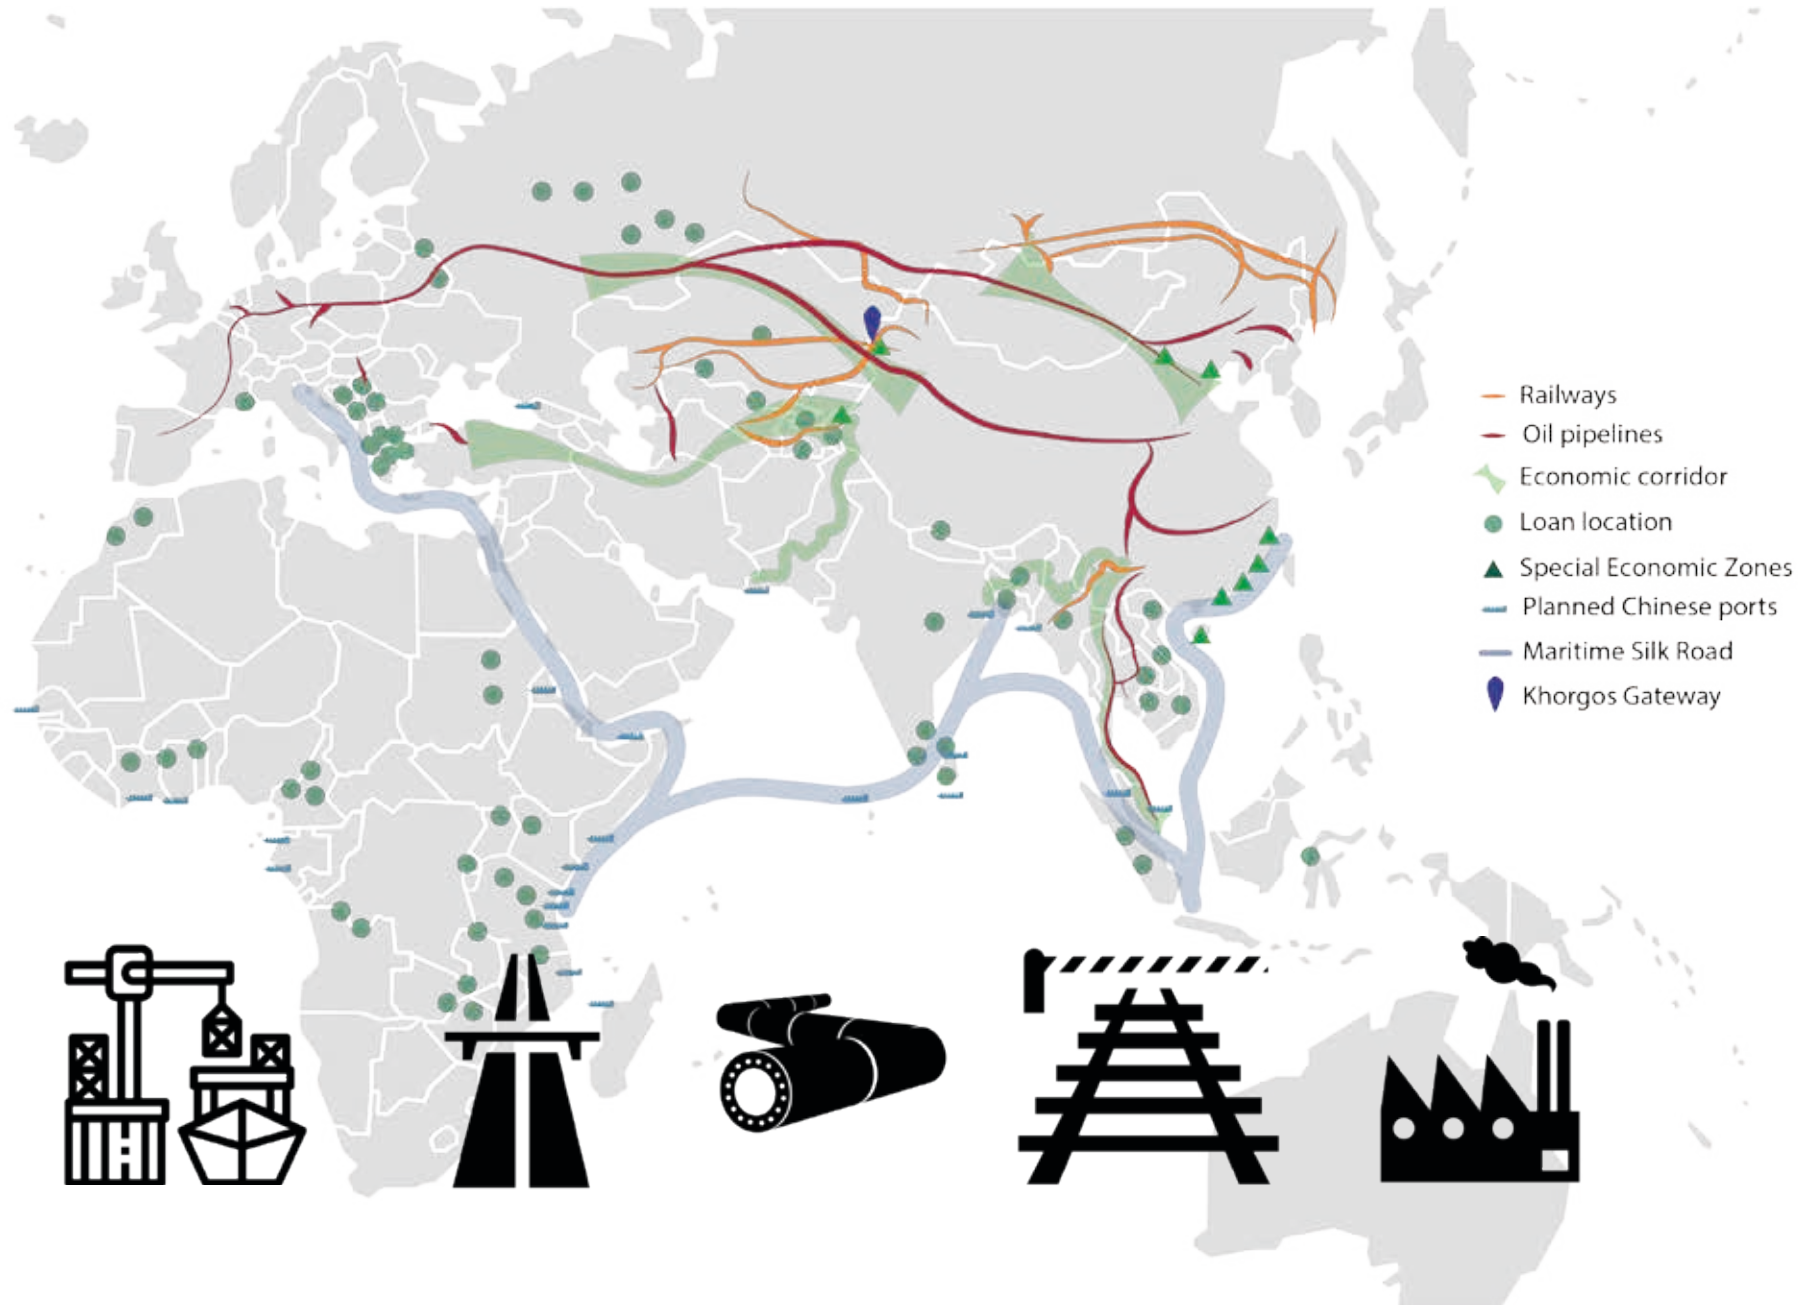 Railways
Oil pipelines
Economic corridor
Loan location
Special Economic Zones
Planned Chinese ports
Maritime Silk Road
Khorgos Gateway